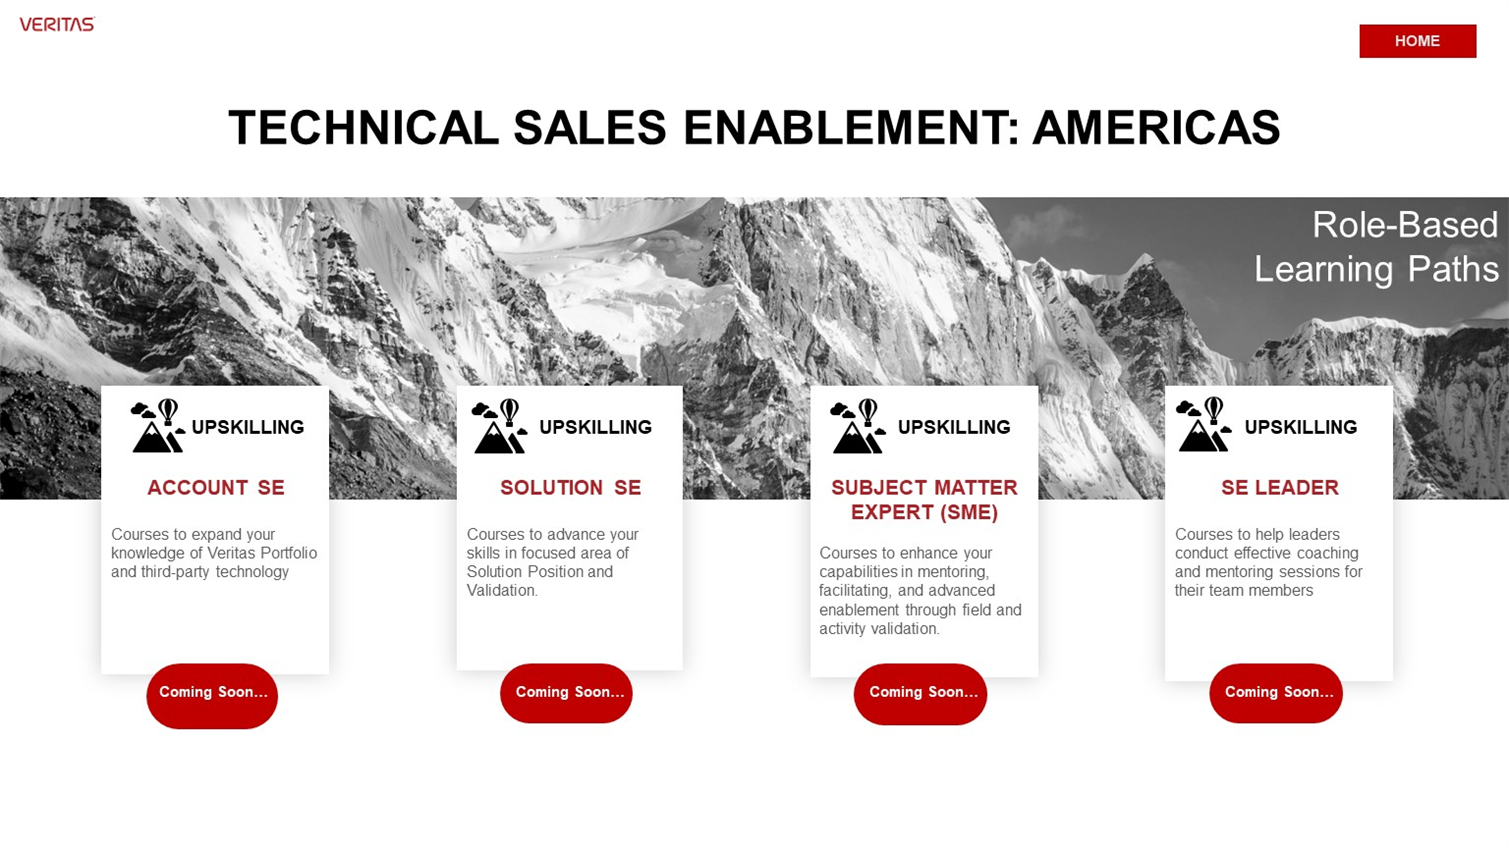 VERITAS
HOME
TECHNICAL SALES ENABLEMENT: AMERICAS
Role-Based
Learning Paths
UPSKILLING
ACCOUNT SE
Courses to expand your
knowledge of Veritas Portfolio
and third-party technology
Coming Soon...
UPSKILLING
SOLUTION SE
Courses to advance your
skills in focused area of
Solution Position and
Validation.
Coming Soon...
UPSKILLING
SUBJECT MATTER
EXPERT (SME)
Courses to enhance your
capabilities in mentoring,
facilitating, and advanced
enablement through field and
activity validation.
Coming Soon...
UPSKILLING
SE LEADER
Courses to help leaders
conduct effective coaching
and mentoring sessions for
their team members
Coming Soon...